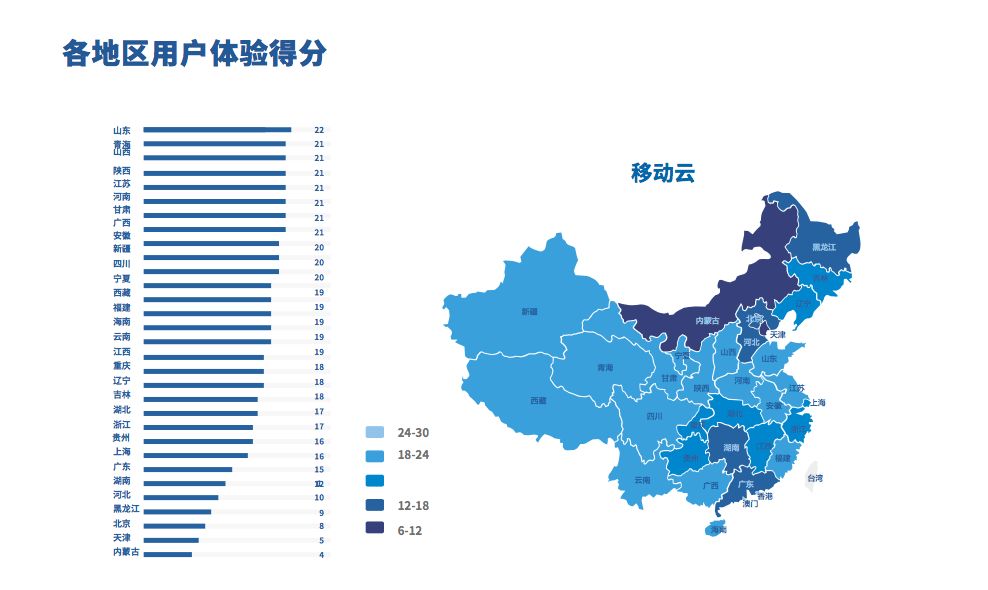 各地区用户体验得分
山东 22
青海 21
山西 21
陕西 21
江苏 21
河南 21
甘肃 21
广西 21
安徽 20
新疆 20
四川 20
宁夏 19
西藏 19
福建 19
海南 19
云南 19
江西 18
重庆 18
辽宁 18
吉林 17
湖北 17
浙江 16
贵州 16
上海 15
广东 12
湖南
河北 10
黑龙江 9
北京 8
天津 5
内蒙古 4
24-30
18-24
12-18
6-12
移动云
黑龙江
吉林
辽宁
内蒙古
北京
天津
河北
新疆
宁夏
山西
山东
青海
甘肃
陕西
河南
江苏
西藏
上海
安徽
四川
湖北
重庆
浙江
湖南
江西
贵州
福建
云南
广西
广东
台湾
香港
澳门
海南